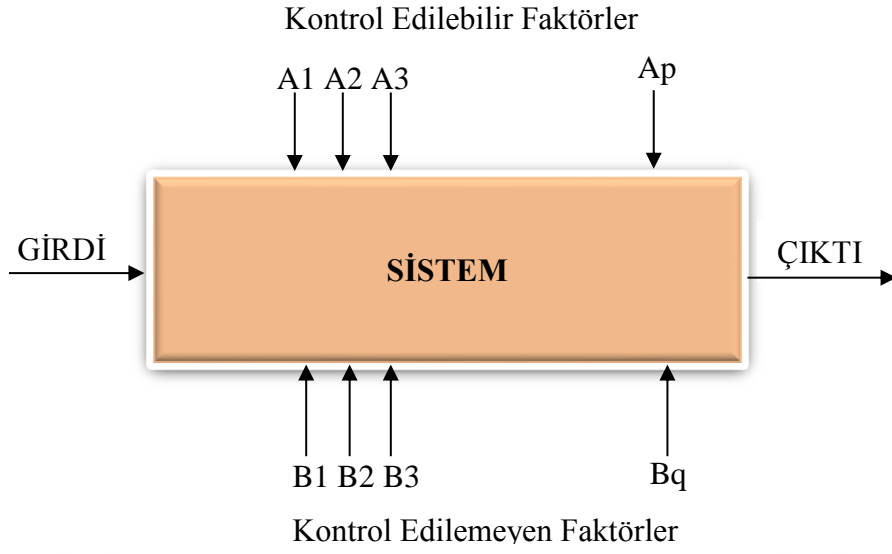 Kontrol Edilebilir Faktörler
A1 A2 A3 Ap
GİRDİ SİSTEM ÇIKTI
B1 B2 B3 Bq
Kontrol Edilemeyen Faktörler